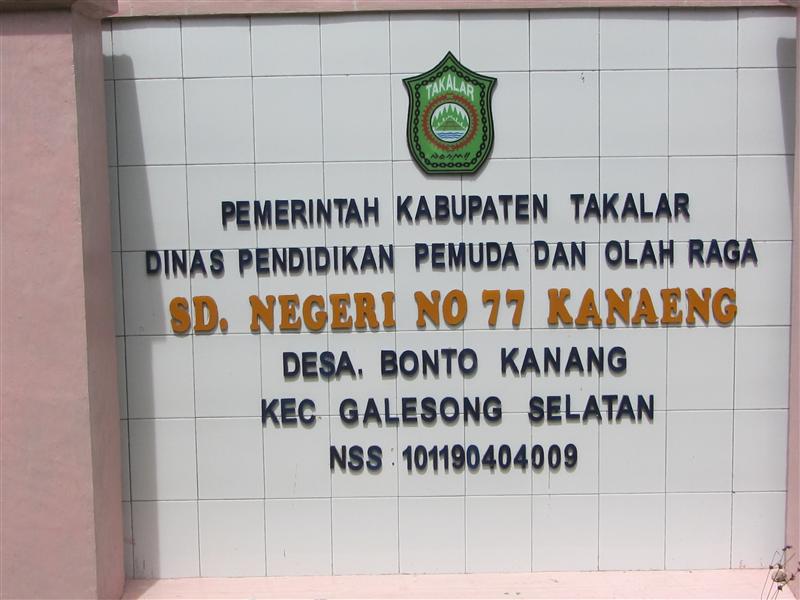 TAKALAR
PEMERINTAH KABUPATEN TAKALAR
DINAS PENDIDIKAN PEMUDA DAN OLAH RAGA
SD. NEGERI NO 77 KANAENG
DESA. BONTO KANANG
KEC GALESONG SELATAN
NSS : 101190404009